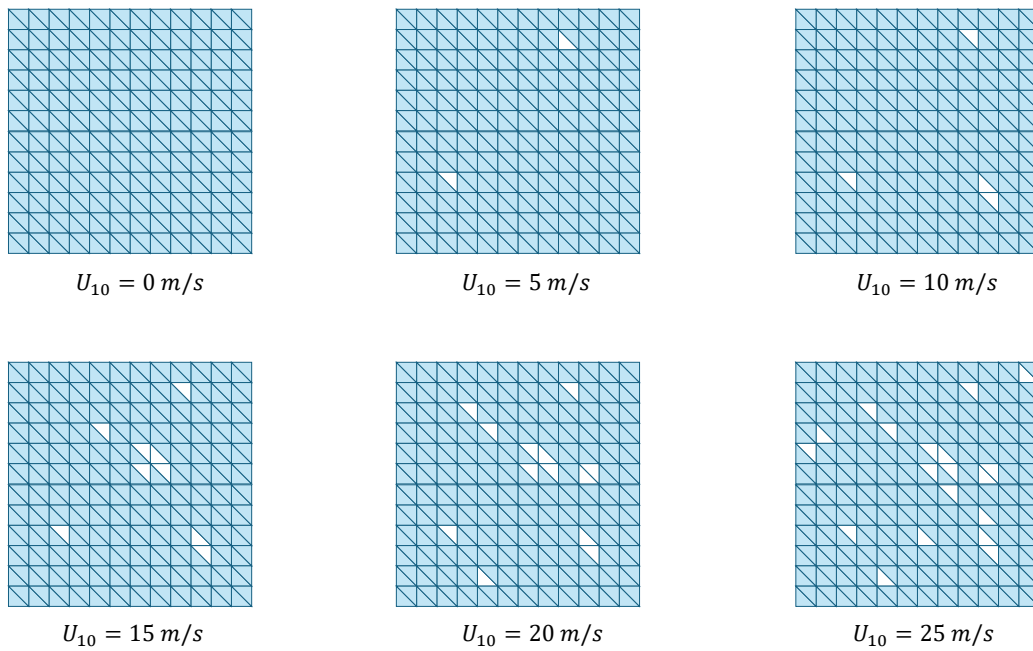 U₁₀ = 0 m/s
U₁₀ = 5 m/s
U₁₀ = 10 m/s
U₁₀ = 15 m/s
U₁₀ = 20 m/s
U₁₀ = 25 m/s